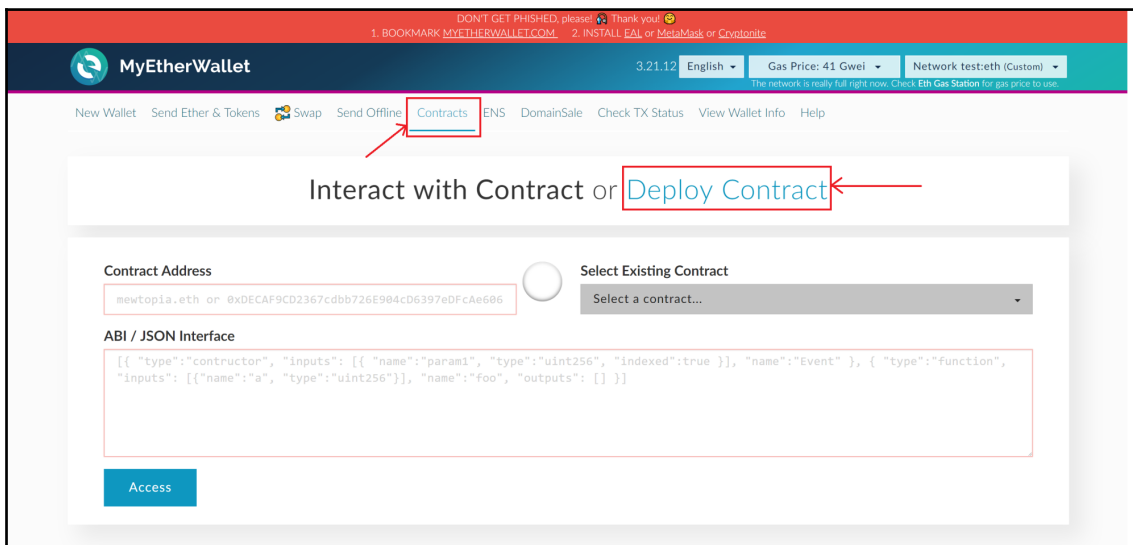 DON'T GET PHISHED, please! Thank you!
1. BOOKMARK MYETHERWALLET.COM 2. INSTALL EAL or MetaMask or Cryptonite
MyEtherWallet 3.21.12 English Gas Price: 41 Gwei Network test:eth (Custom)
The network is really full right now. Check Eth Gas Station for gas price to use.
New Wallet Send Ether & Tokens Swap Send Offline Contracts ENS DomainSale Check TX Status View Wallet Info Help
Interact with Contract or Deploy Contract
Contract Address Select Existing Contract
mewtopia.eth or 0xDECAF9CD2367cdbb726E904cD6397eDFcAe606 Select a contract...
ABI / JSON Interface
[{ "type":"contructor", "inputs": [{ "name":"param1", "type":"uint256", "indexed":true }], "name":"Event" }, { "type":"function",
"inputs": [{"name":"a", "type":"uint256"}], "name":"foo", "outputs": [] }]
Access